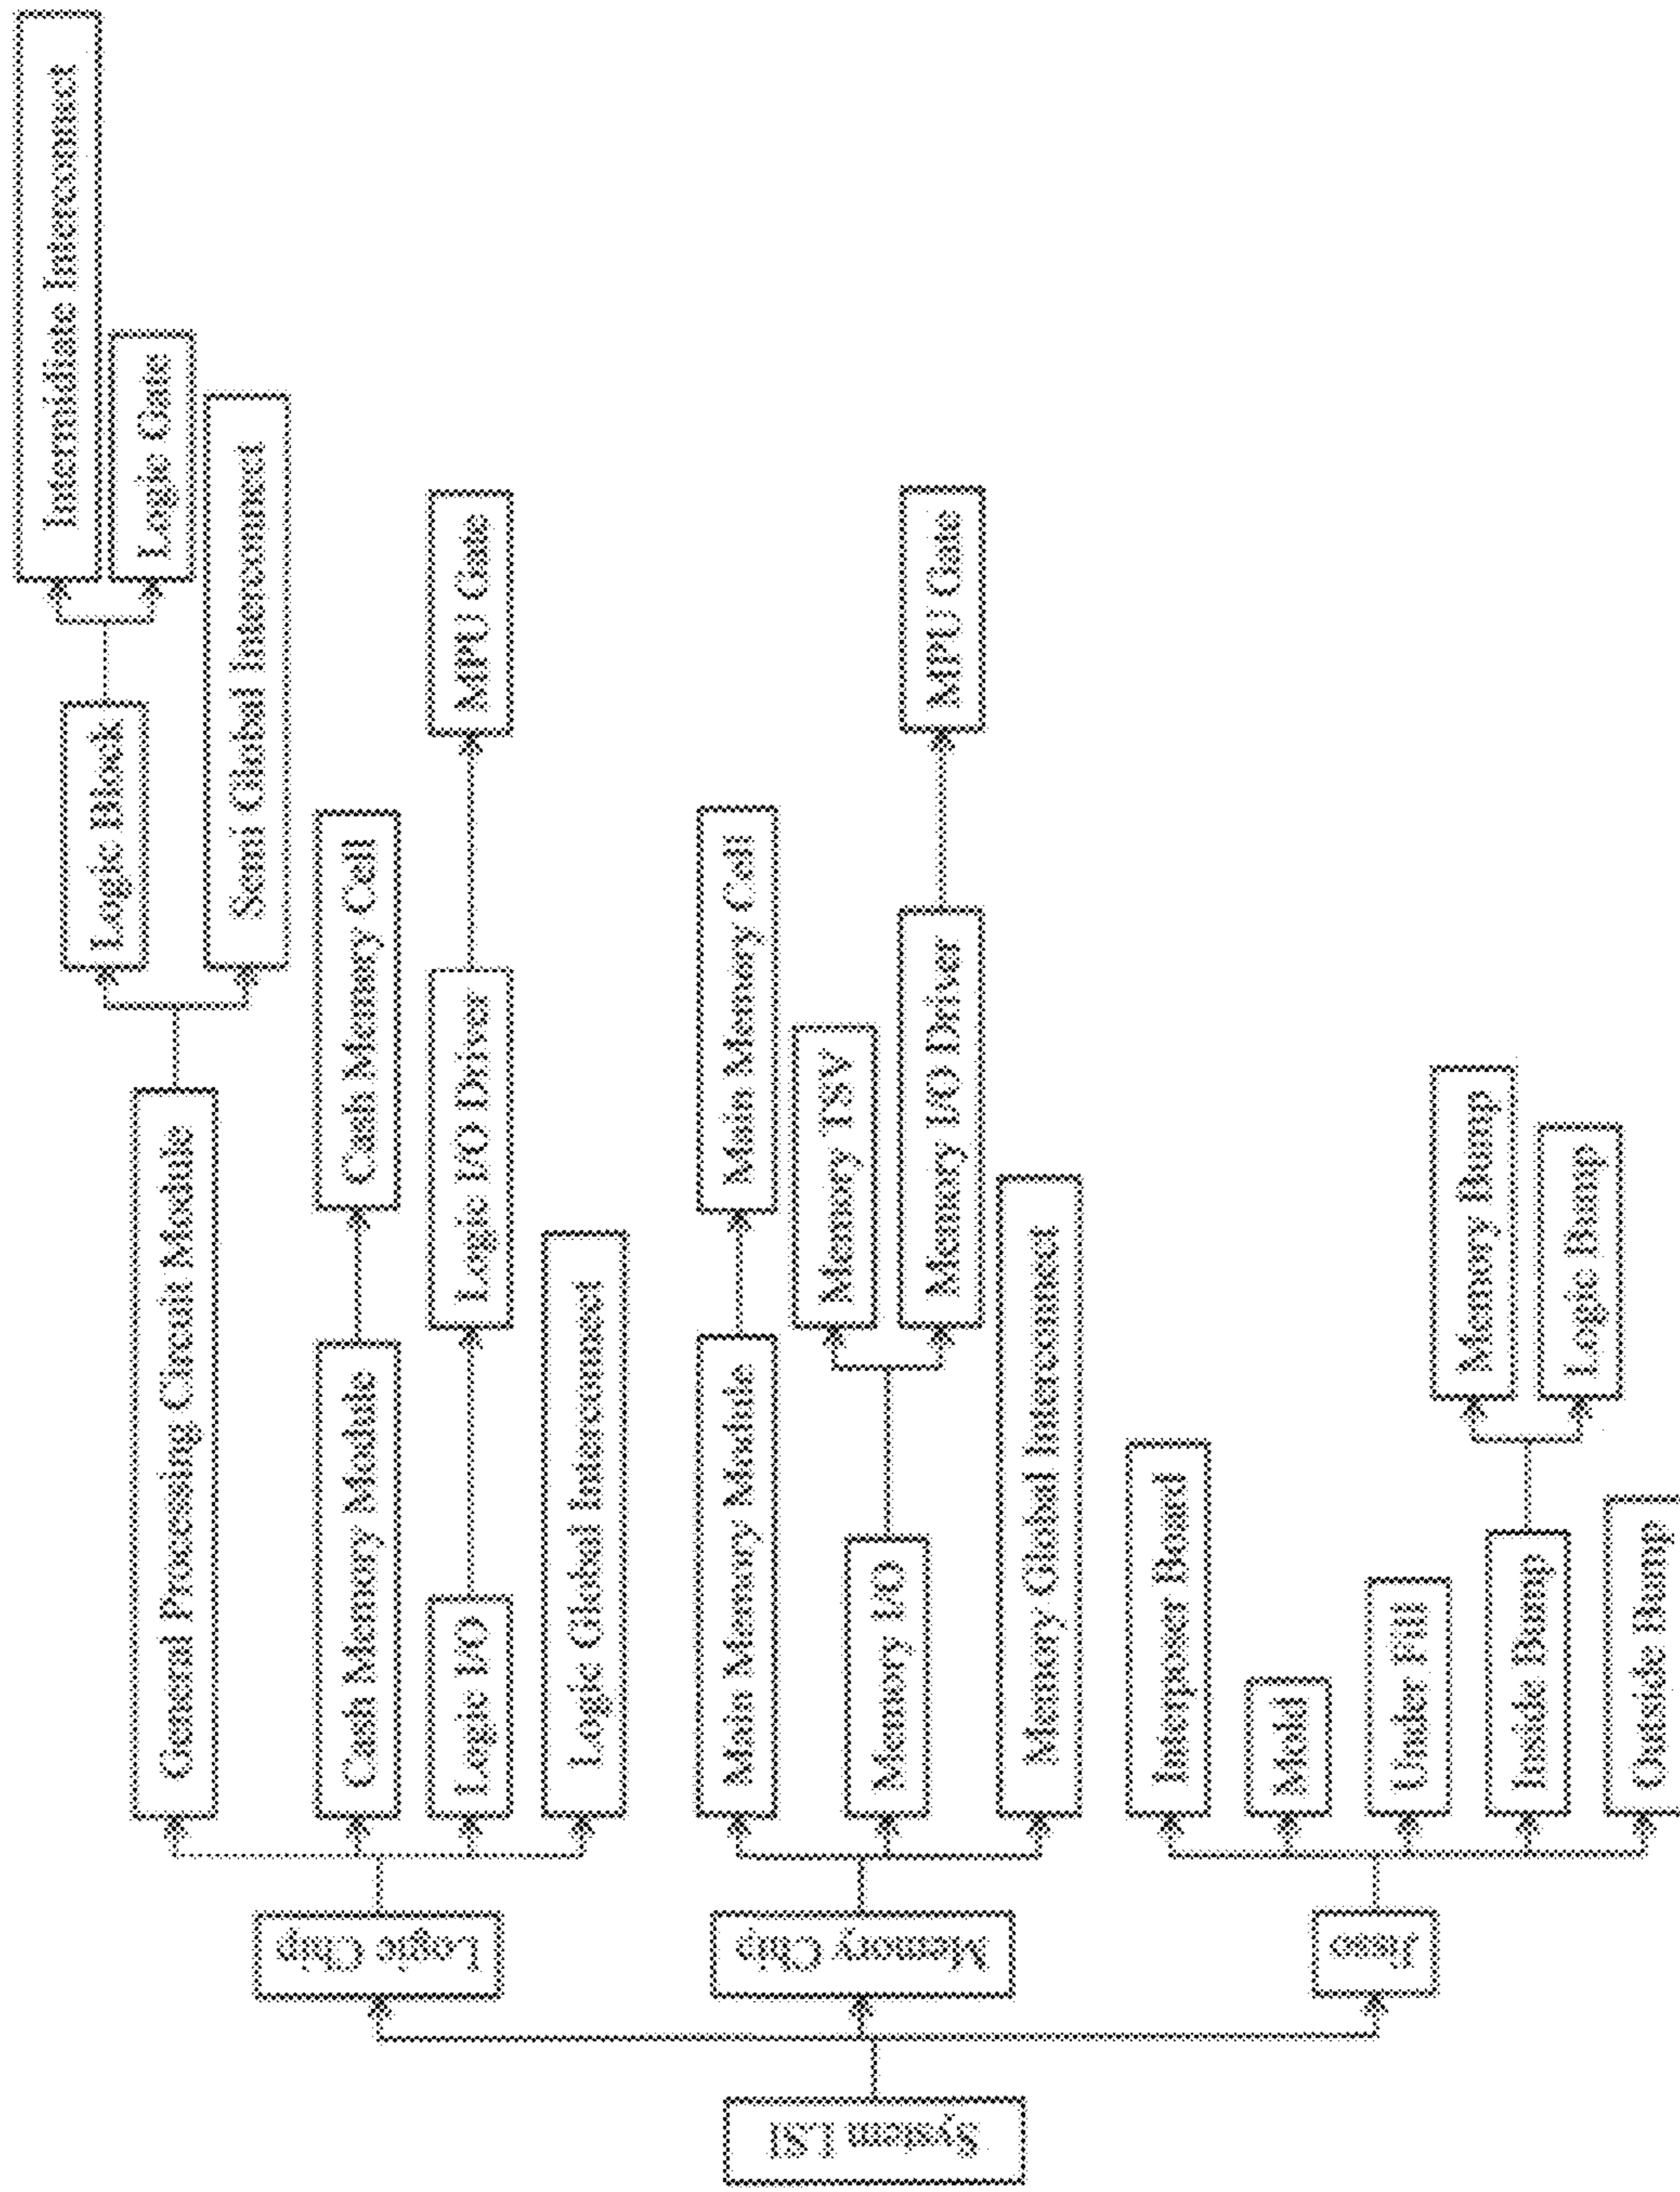 System LSI
Logic Chip
General Processing Circuit Module
Logic Block
Intermidiate Interconnect
Logic Gate
Semi Global Interconnect
Cash Memory Module
Cash Memory Cell
Logic I/O
Logic I/O Driver
MPU Gate
Logic Global Interconnect
Memory Chip
Main Memory Module
Main Memory Cell
Memory I/O
Memory TSV
Memory I/O Driver
MPU Gate
Memory Global Interconnect
Jisso
Interposer Board
Mold
Under Fill
Inside Bump
Memory Bump
Logic Bump
Outside Bump